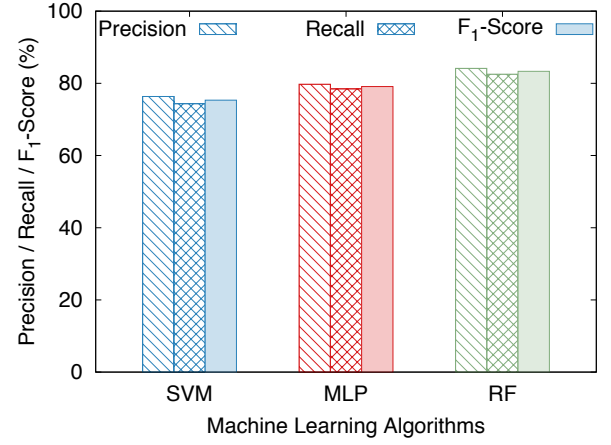 Precision / Recall / F₁-Score (%)
100
80
60
40
20
0
Precision Recall F₁-Score
SVM MLP RF
Machine Learning Algorithms